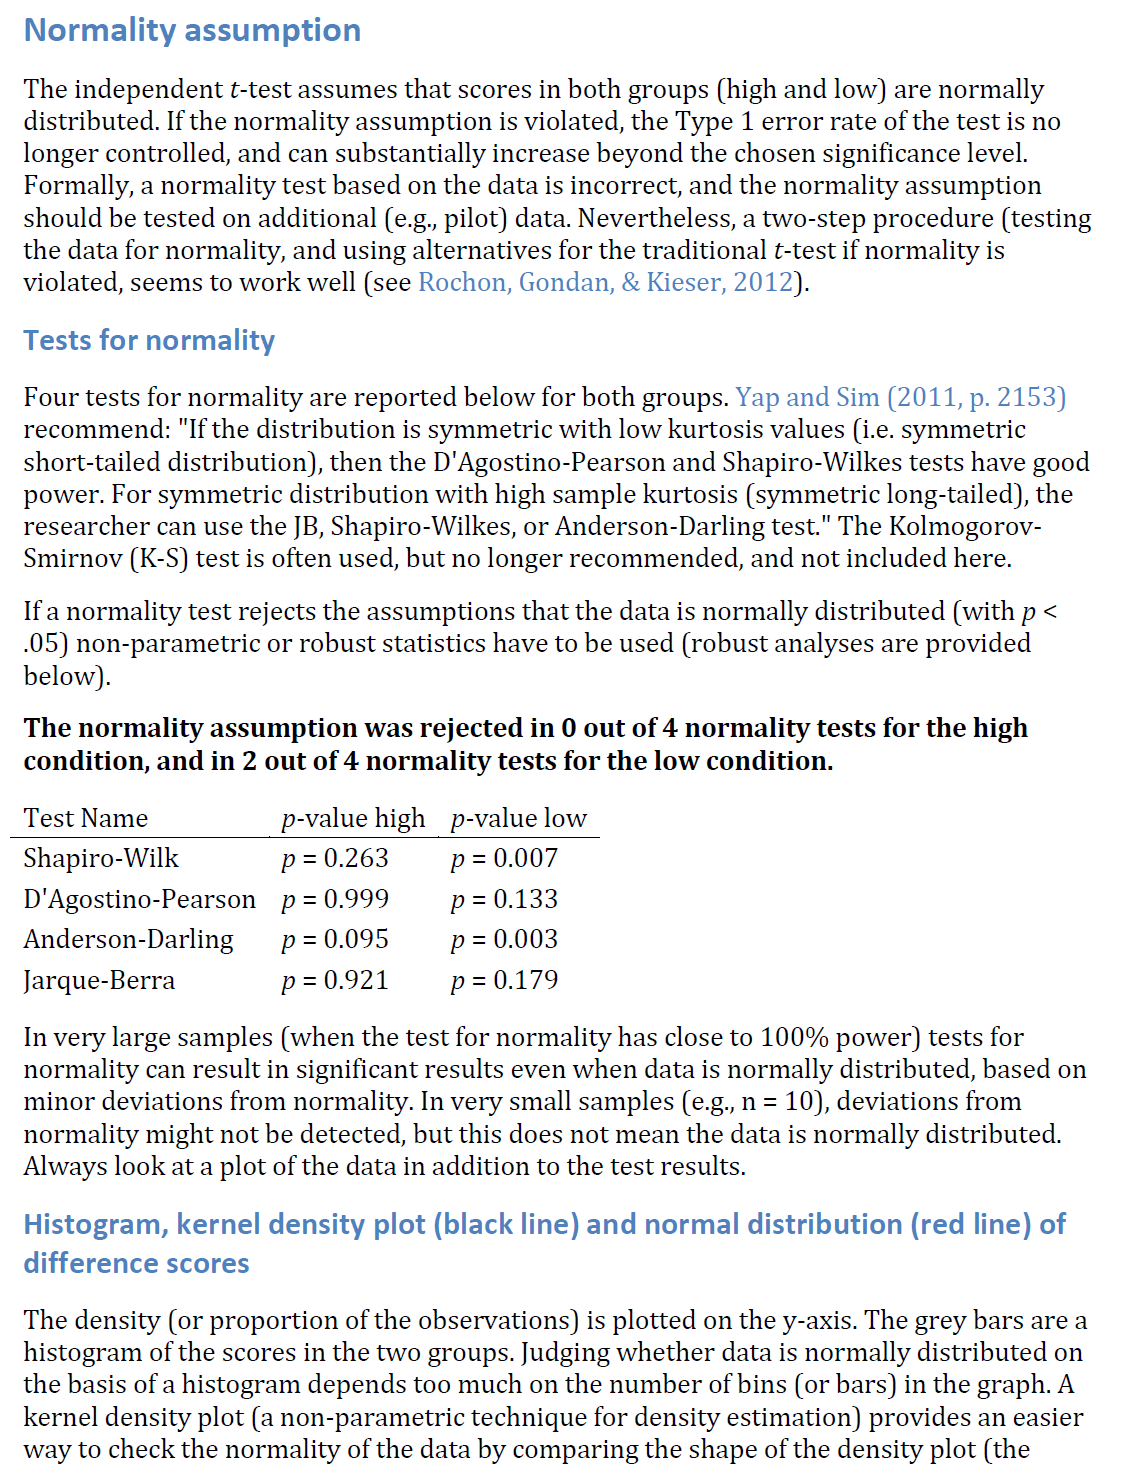 Normality assumption
The independent t-test assumes that scores in both groups (high and low) are normally
distributed. If the normality assumption is violated, the Type 1 error rate of the test is no
longer controlled, and can substantially increase beyond the chosen significance level.
Formally, a normality test based on the data is incorrect, and the normality assumption
should be tested on additional (e.g., pilot) data. Nevertheless, a two-step procedure (testing
the data for normality, and using alternatives for the traditional t-test if normality is
violated, seems to work well (see Rochon, Gondan, & Kieser, 2012).
Tests for normality
Four tests for normality are reported below for both groups. Yap and Sim (2011, p. 2153)
recommend: "If the distribution is symmetric with low kurtosis values (i.e. symmetric
short-tailed distribution), then the D'Agostino-Pearson and Shapiro-Wilkes tests have good
power. For symmetric distribution with high sample kurtosis (symmetric long-tailed), the
researcher can use the JB, Shapiro-Wilkes, or Anderson-Darling test." The Kolmogorov-
Smirnov (K-S) test is often used, but no longer recommended, and not included here.
If a normality test rejects the assumptions that the data is normally distributed (with p <
.05) non-parametric or robust statistics have to be used (robust analyses are provided
below).
The normality assumption was rejected in 0 out of 4 normality tests for the high
condition, and in 2 out of 4 normality tests for the low condition.
Test Name p-value high p-value low
Shapiro-Wilk p = 0.263 p = 0.007
D'Agostino-Pearson p = 0.999 p = 0.133
Anderson-Darling p = 0.095 p = 0.003
Jarque-Berra p = 0.921 p = 0.179
In very large samples (when the test for normality has close to 100% power) tests for
normality can result in significant results even when data is normally distributed, based on
minor deviations from normality. In very small samples (e.g., n = 10), deviations from
normality might not be detected, but this does not mean the data is normally distributed.
Always look at a plot of the data in addition to the test results.
Histogram, kernel density plot (black line) and normal distribution (red line) of
difference scores
The density (or proportion of the observations) is plotted on the y-axis. The grey bars are a
histogram of the scores in the two groups. Judging whether data is normally distributed on
the basis of a histogram depends too much on the number of bins (or bars) in the graph. A
kernel density plot (a non-parametric technique for density estimation) provides an easier
way to check the normality of the data by comparing the shape of the density plot (the